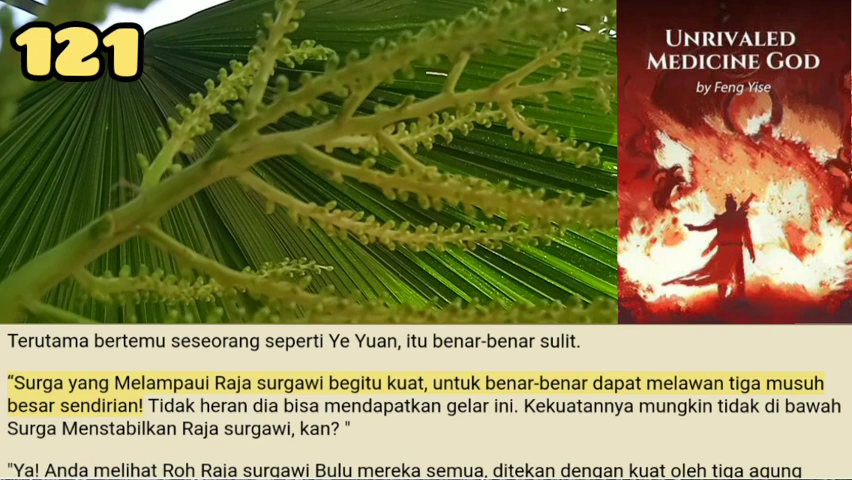 121
UNRIVALED
MEDICINE GOD
by Feng Yise
Terutama bertemu seseorang seperti Ye Yuan, itu benar-benar sulit.
“Surga yang Melampaui Raja surgawi begitu kuat, untuk benar-benar dapat melawan tiga musuh
besar sendirian! Tidak heran dia bisa mendapatkan gelar ini. Kekuatannya mungkin tidak di bawah
Surga Menstabilkan Raja surgawi, kan? "
"Ya! Anda melihat Roh Raja surgawi Bulu mereka semua, ditekan dengan kuat oleh tiga agung